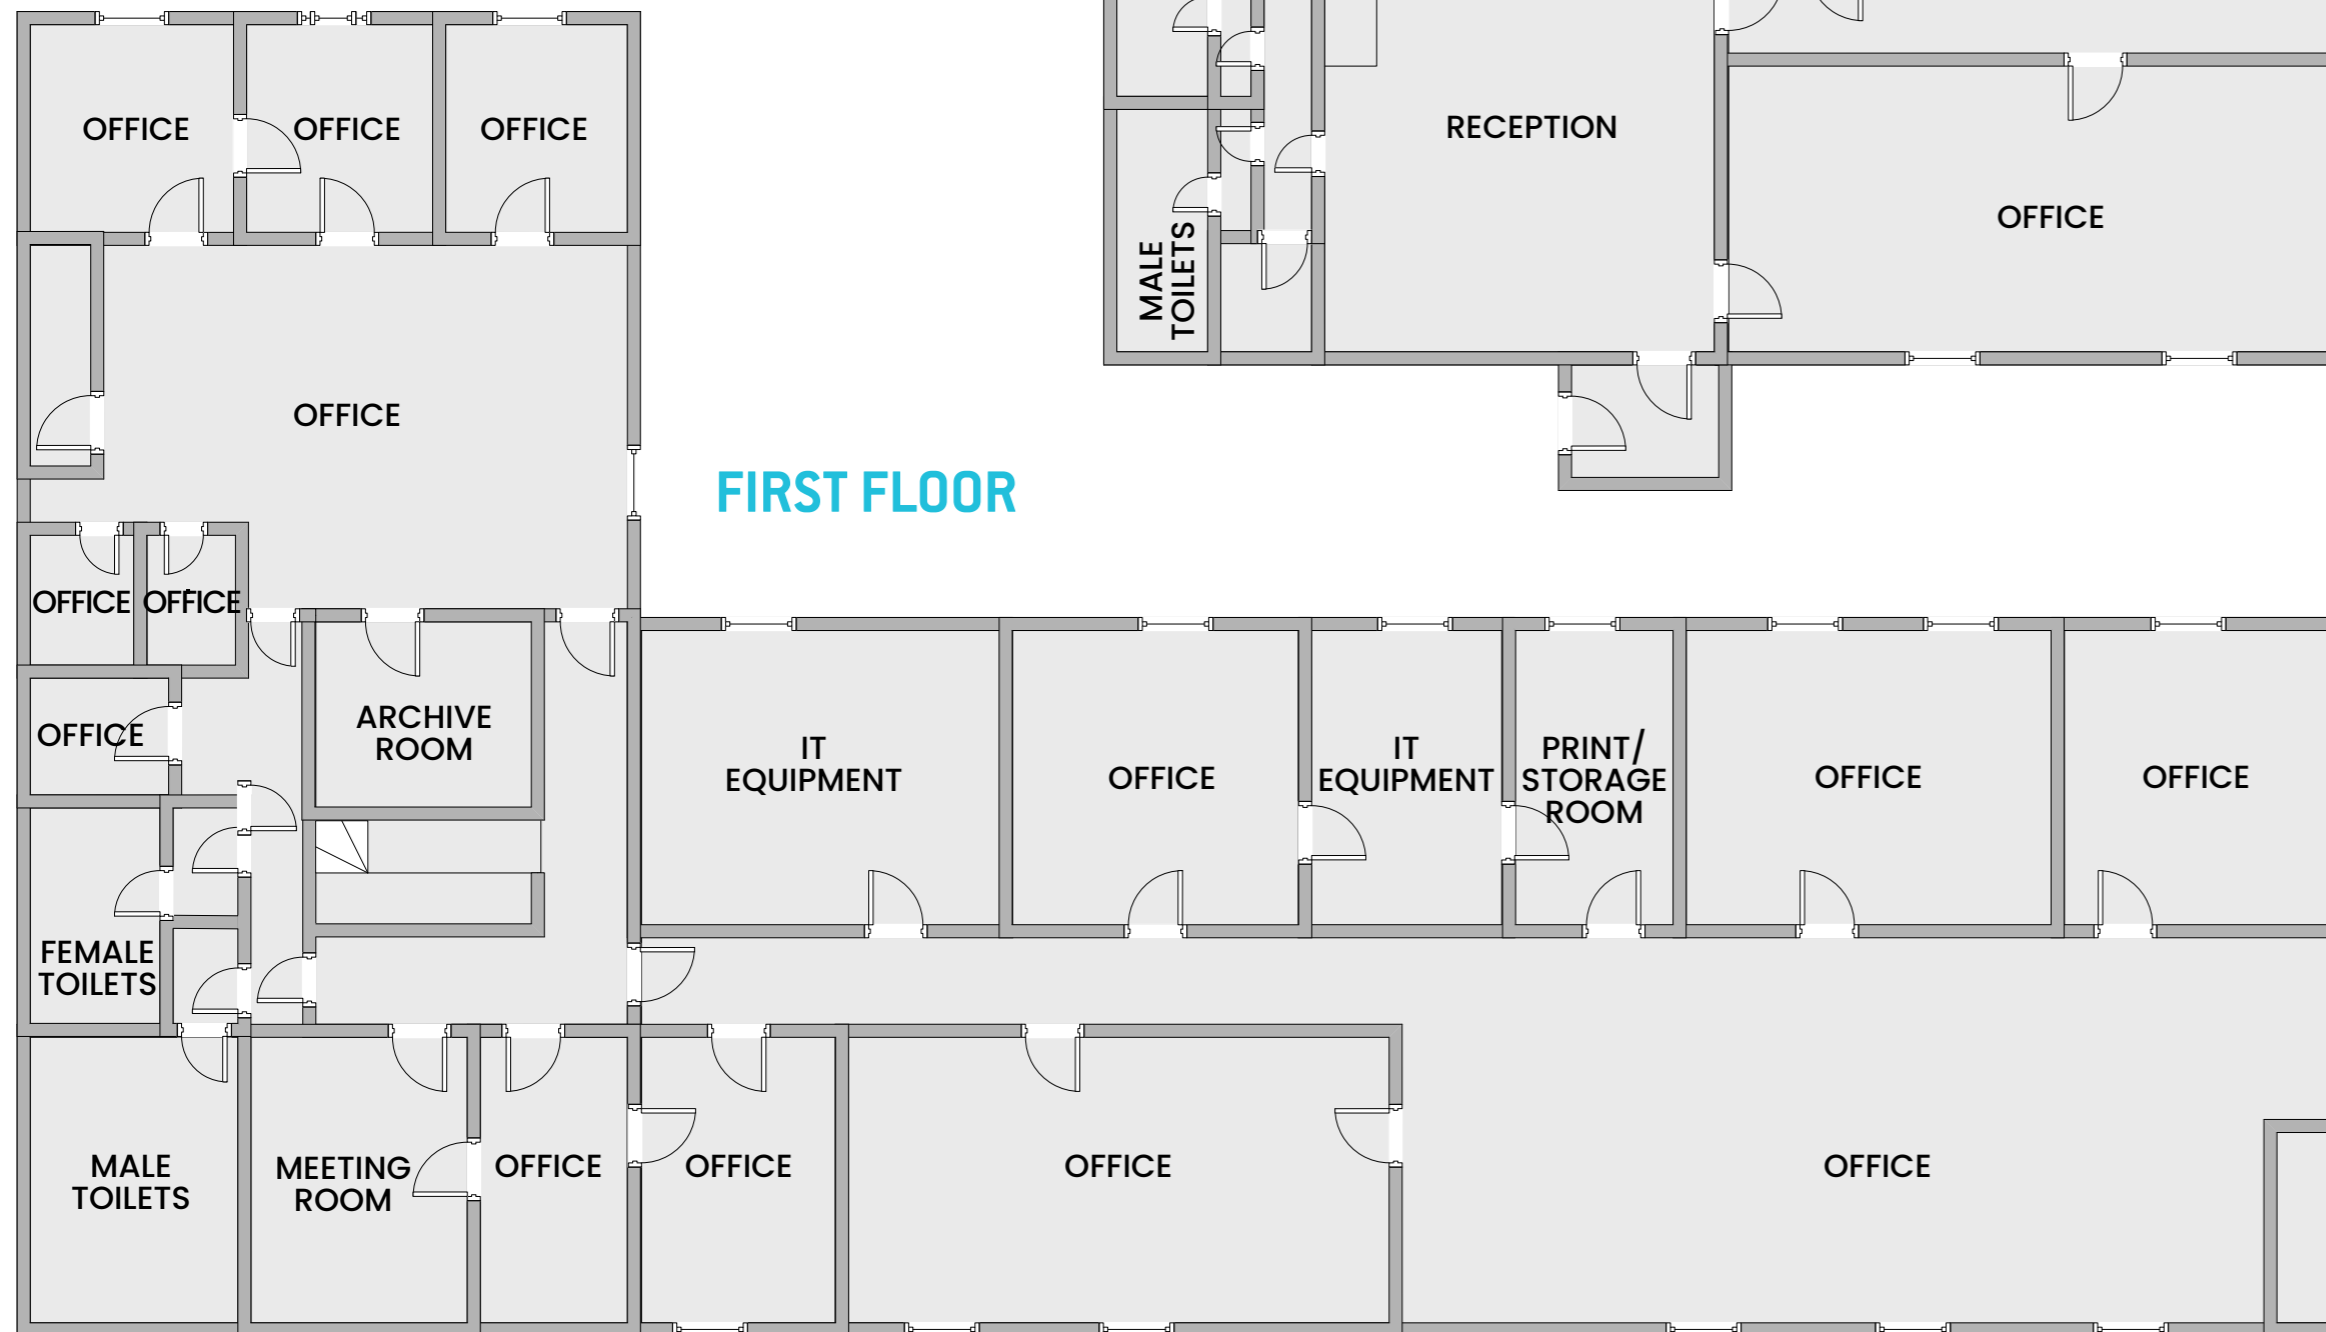 OFFICE
OFFICE
OFFICE
RECEPTION
OFFICE
MALE
TOILETS
OFFICE
FIRST FLOOR
OFFICE
OFFICE
OFFICE
ARCHIVE
ROOM
IT
EQUIPMENT
OFFICE
IT
EQUIPMENT
PRINT/
STORAGE
ROOM
OFFICE
OFFICE
FEMALE
TOILETS
MALE
TOILETS
MEETING
ROOM
OFFICE
OFFICE
OFFICE
OFFICE